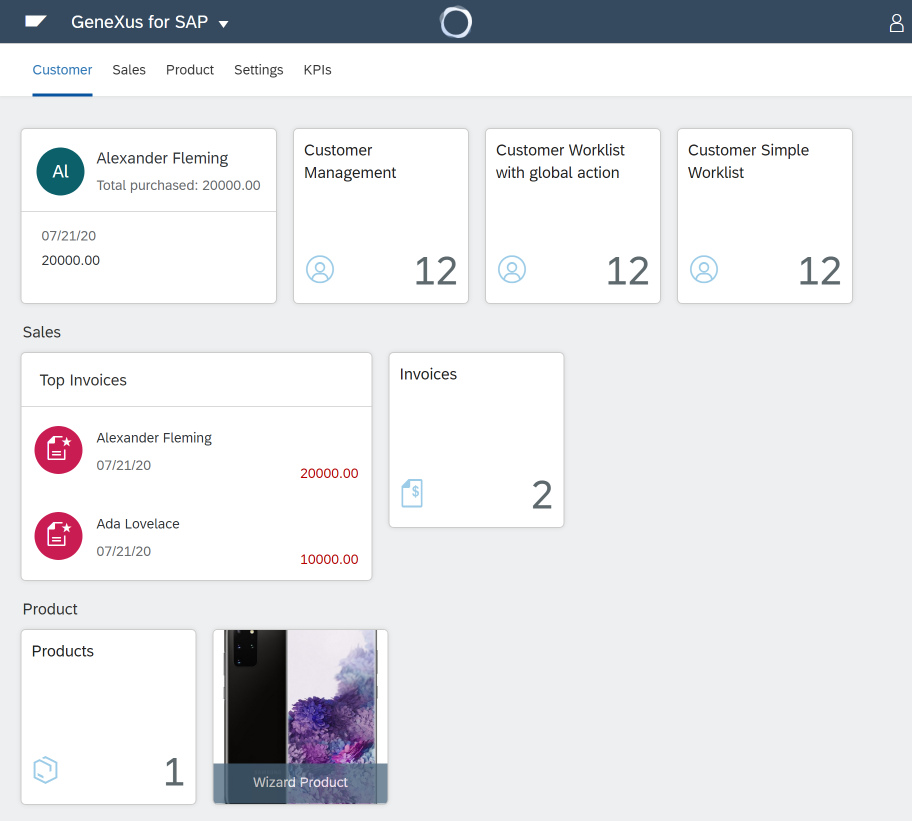 GeneXus for SAP
Customer
Sales
Product
Settings
KPIs
Al
Alexander Fleming
Total purchased: 20000.00
07/21/20
20000.00
Customer
Management
12
Customer Worklist
with global action
12
Customer Simple
Worklist
12
Sales
Top Invoices
Alexander Fleming
07/21/20
20000.00
Ada Lovelace
07/21/20
10000.00
Invoices
$
2
Product
Products
1
Wizard Product